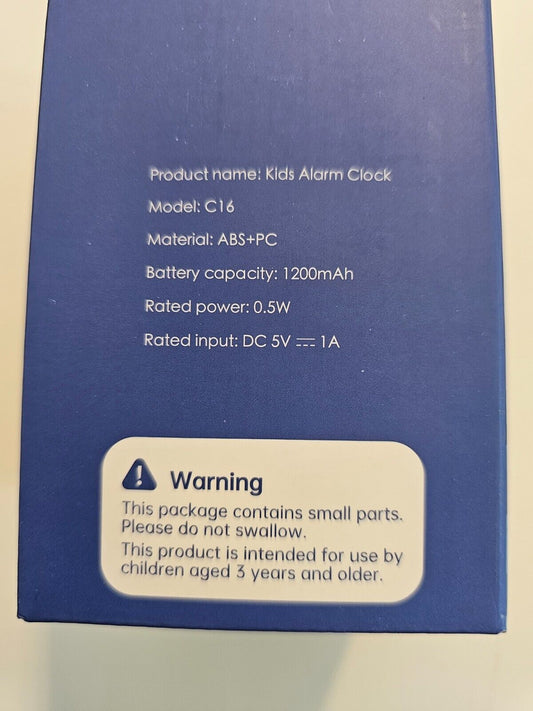 Product name: Kids Alarm Clock
Model: C16
Material: ABS+PC
Battery capacity: 1200mAh
Rated power: 0.5W
Rated input: DC 5V ⎓ 1A
Warning
This package contains small parts.
Please do not swallow.
This product is intended for use by
children aged 3 years and older.